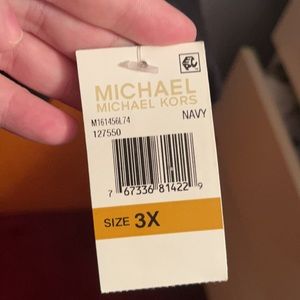 MICHAEL
MICHAEL KORS
M161456L74
127550 NAVY
7 67336 81422 9
SIZE 3X